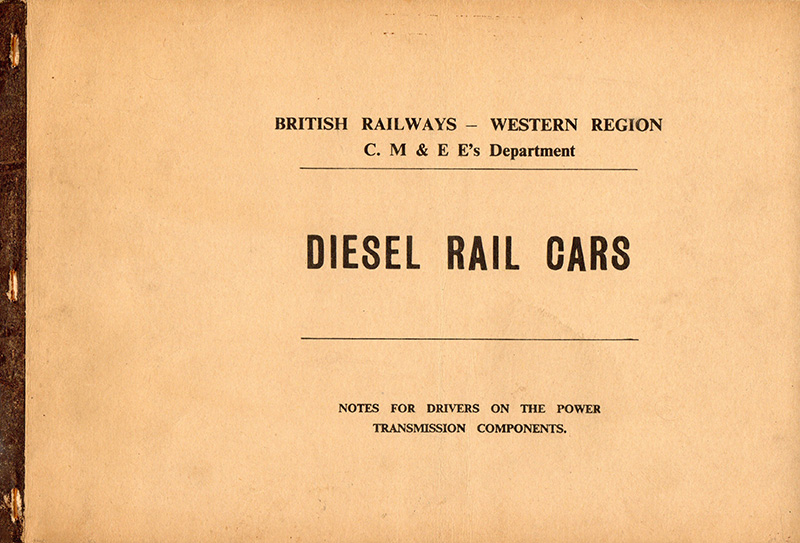 BRITISH RAILWAYS – WESTERN REGION
C. M & E E's Department
DIESEL RAIL CARS
NOTES FOR DRIVERS ON THE POWER
TRANSMISSION COMPONENTS.